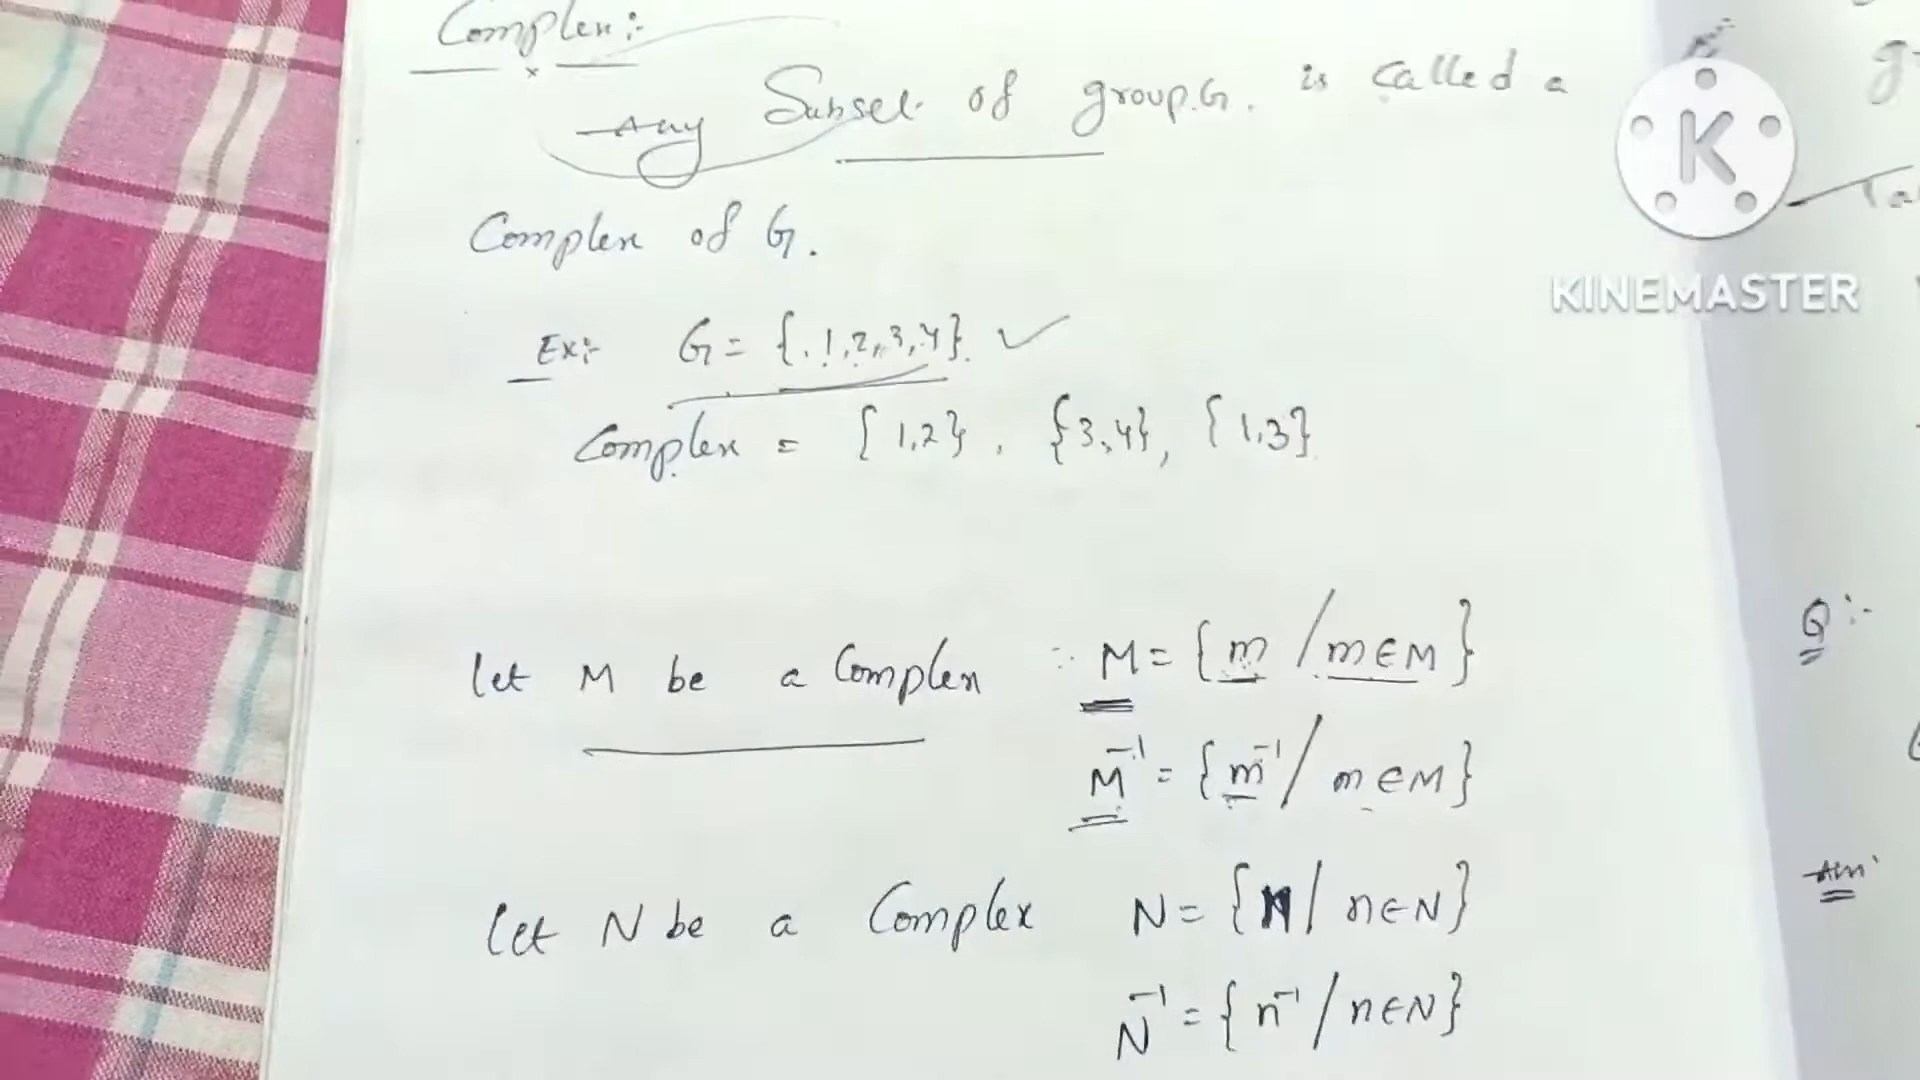 Complex :-
Any Subset of group G. is called a
Complex of G.
Ex:- G = {1,2,3,4}. ✓
Complex = {1,2}, {3,4}, {1,3}
let M be a Complex ∴ M = {m / m∈M}
M⁻¹ = {m⁻¹ / m∈M}
let N be a Complex N = {n / n∈N}
N⁻¹ = {n⁻¹ / n∈N}
K
KINEMASTER
Q:-